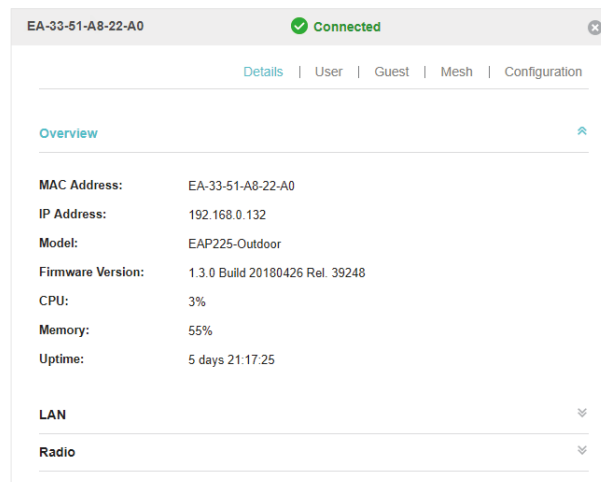 EA-33-51-A8-22-A0 Connected
Details | User | Guest | Mesh | Configuration
Overview
MAC Address: EA-33-51-A8-22-A0
IP Address: 192.168.0.132
Model: EAP225-Outdoor
Firmware Version: 1.3.0 Build 20180426 Rel. 39248
CPU: 3%
Memory: 55%
Uptime: 5 days 21:17:25
LAN
Radio